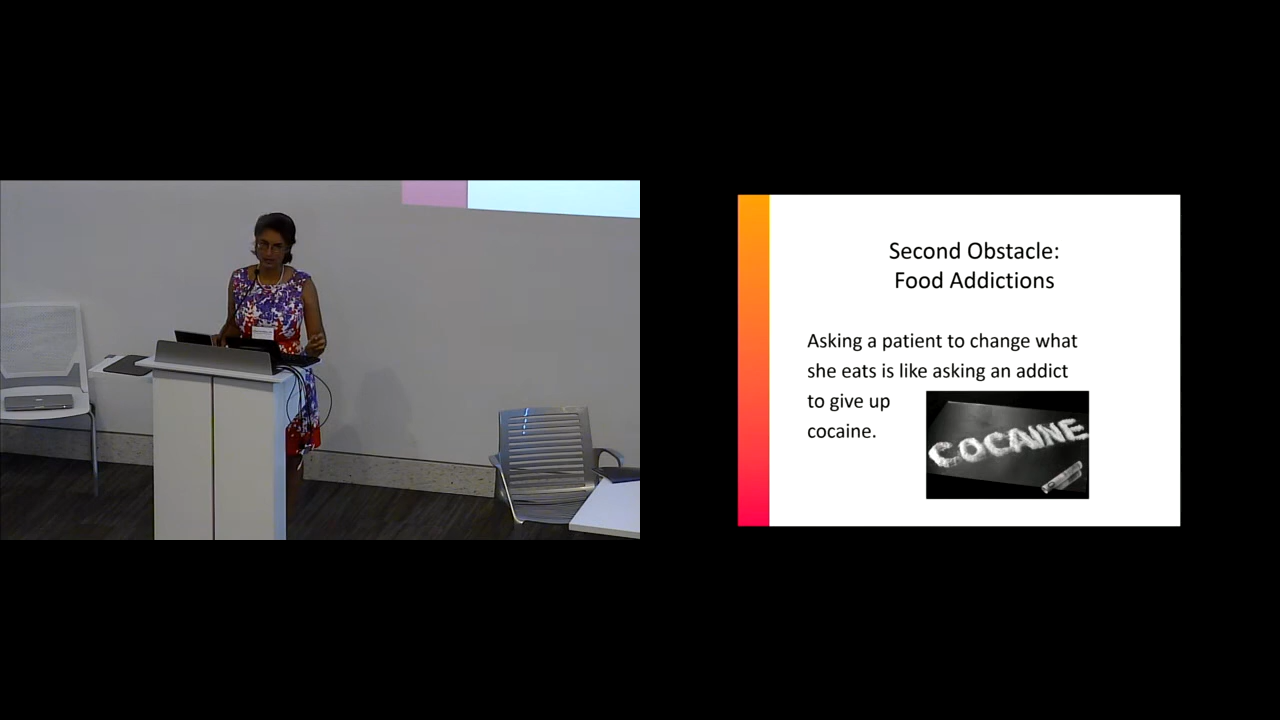 Second Obstacle:
Food Addictions
Asking a patient to change what
she eats is like asking an addict
to give up
cocaine.
COCAINE